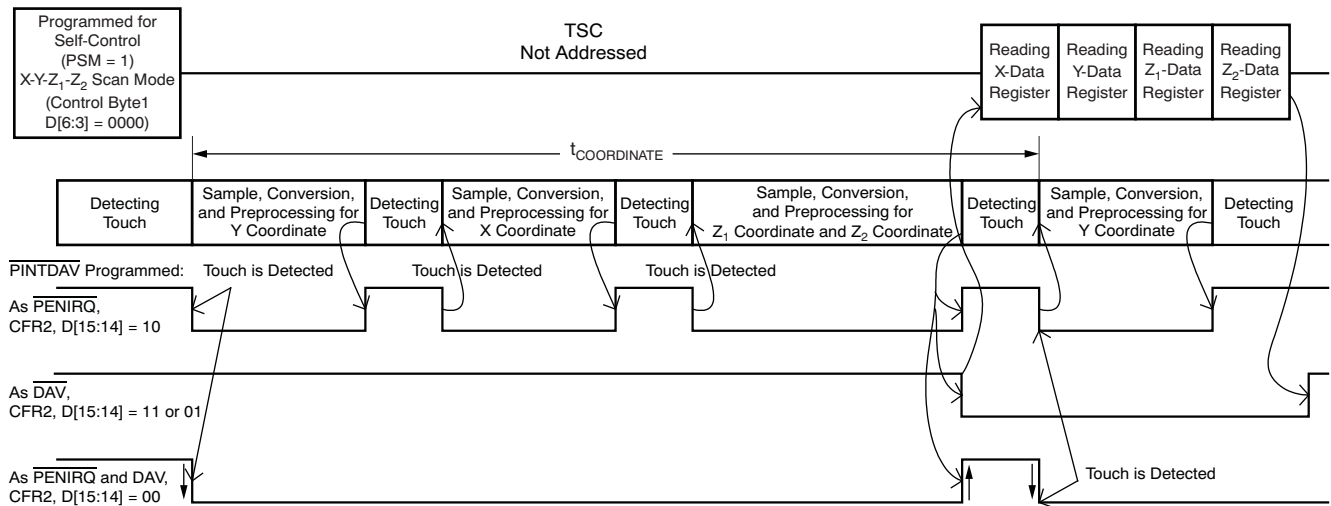 Programmed for
Self-Control
(PSM = 1)
X-Y-Z₁-Z₂ Scan Mode
(Control Byte1
D[6:3] = 0000)
TSC
Not Addressed
Reading
X-Data
Register
Reading
Y-Data
Register
Reading
Z₁-Data
Register
Reading
Z₂-Data
Register
tCOORDINATE
Detecting
Touch
Sample, Conversion,
and Preprocessing for
Y Coordinate
Detecting
Touch
Sample, Conversion,
and Preprocessing for
X Coordinate
Detecting
Touch
Sample, Conversion,
and Preprocessing for
Z₁ Coordinate and Z₂ Coordinate
Detecting
Touch
Sample, Conversion,
and Preprocessing for
Y Coordinate
Detecting
Touch
PINTDAV Programmed:
Touch is Detected
Touch is Detected
Touch is Detected
As PENIRQ,
CFR2, D[15:14] = 10
As DAV,
CFR2, D[15:14] = 11 or 01
As PENIRQ and DAV,
CFR2, D[15:14] = 00
Touch is Detected